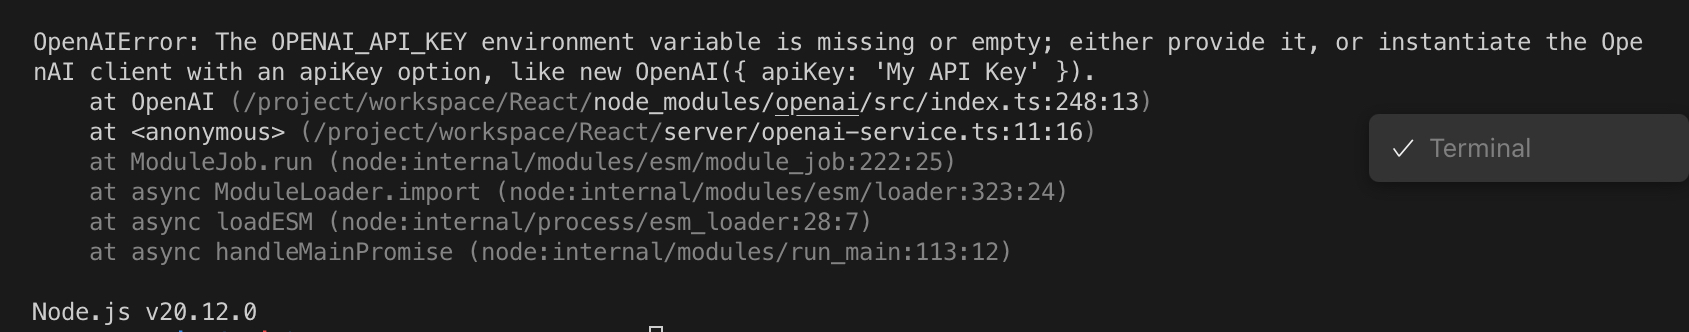 OpenAIError: The OPENAI_API_KEY environment variable is missing or empty; either provide it, or instantiate the Ope
nAI client with an apiKey option, like new OpenAI({ apiKey: 'My API Key' }).
    at OpenAI (/project/workspace/React/node_modules/openai/src/index.ts:248:13)
    at <anonymous> (/project/workspace/React/server/openai-service.ts:11:16)
Terminal
    at ModuleJob.run (node:internal/modules/esm/module_job:222:25)
    at async ModuleLoader.import (node:internal/modules/esm/loader:323:24)
    at async loadESM (node:internal/process/esm_loader:28:7)
    at async handleMainPromise (node:internal/modules/run_main:113:12)
Node.js v20.12.0